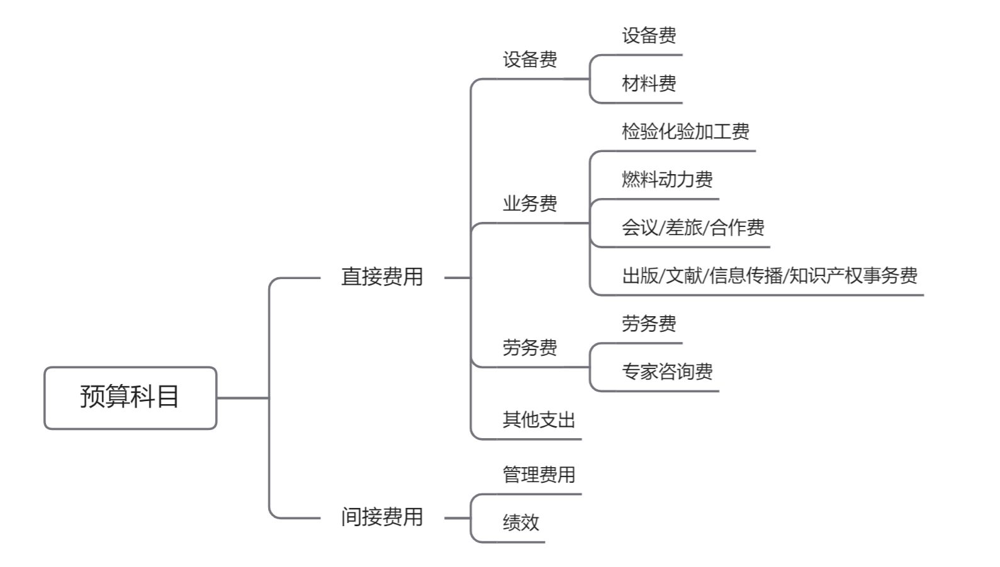 设备费
设备费
材料费
检验化验加工费
燃料动力费
业务费
会议/差旅/合作费
直接费用
出版/文献/信息传播/知识产权事务费
劳务费
劳务费
专家咨询费
预算科目
其他支出
管理费用
间接费用
绩效